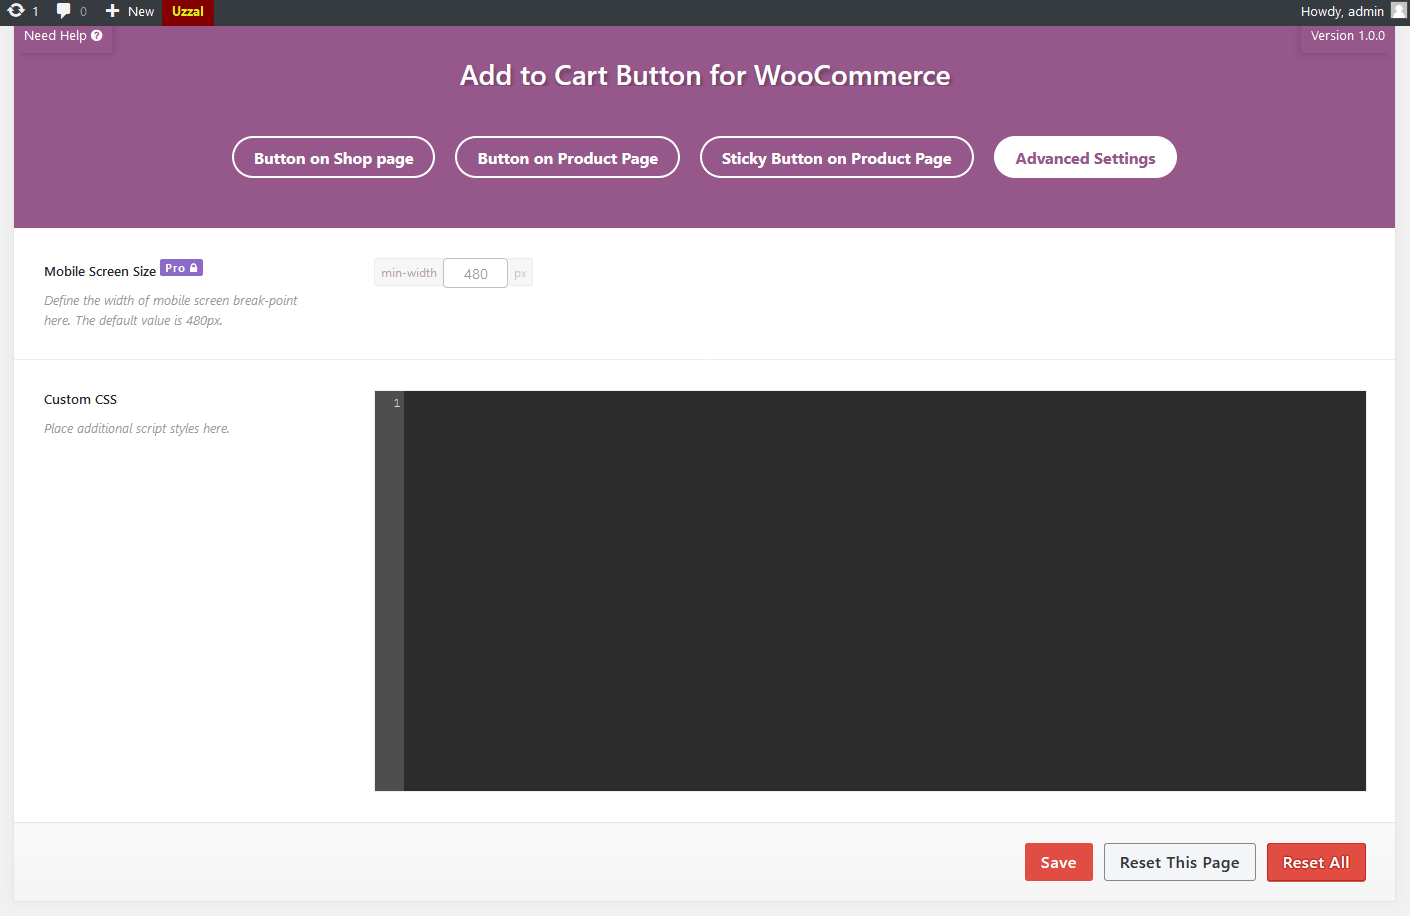 1 0 New Uzzal Howdy, admin
Need Help Version 1.0.0
Add to Cart Button for WooCommerce
Button on Shop page Button on Product Page Sticky Button on Product Page Advanced Settings
Mobile Screen Size Pro min-width 480 px
Define the width of mobile screen break-point
here. The default value is 480px.
Custom CSS 1
Place additional script styles here.
Save Reset This Page Reset All